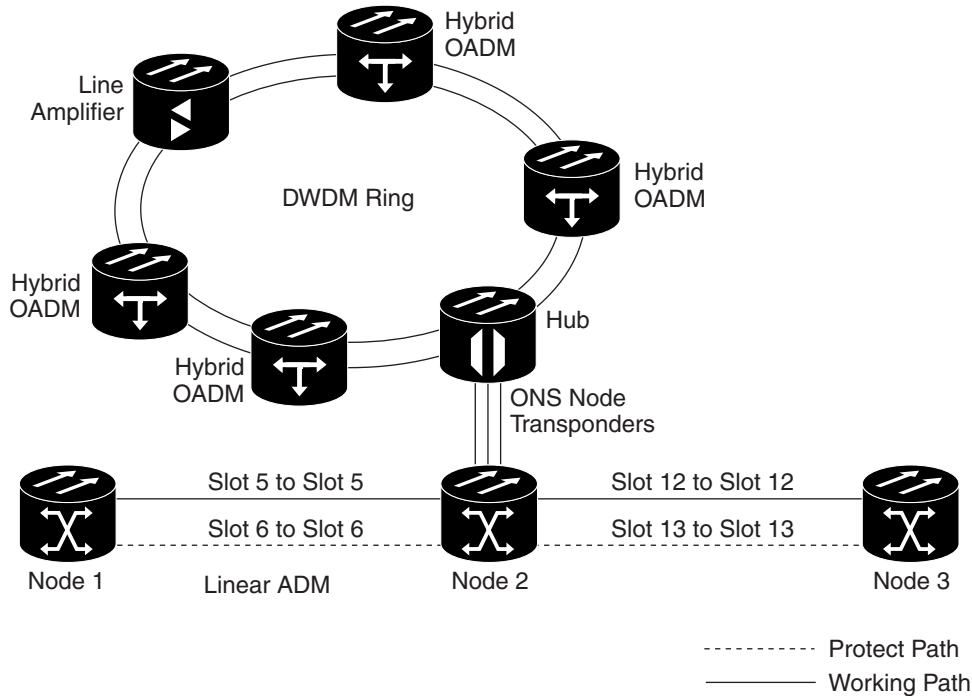 Hybrid
OADM
Line
Amplifier
Hybrid
OADM
DWDM Ring
Hybrid
OADM
Hub
Hybrid
OADM
ONS Node
Transponders
Slot 5 to Slot 5
Slot 12 to Slot 12
Slot 6 to Slot 6
Slot 13 to Slot 13
Node 1
Linear ADM
Node 2
Node 3
Protect Path
Working Path